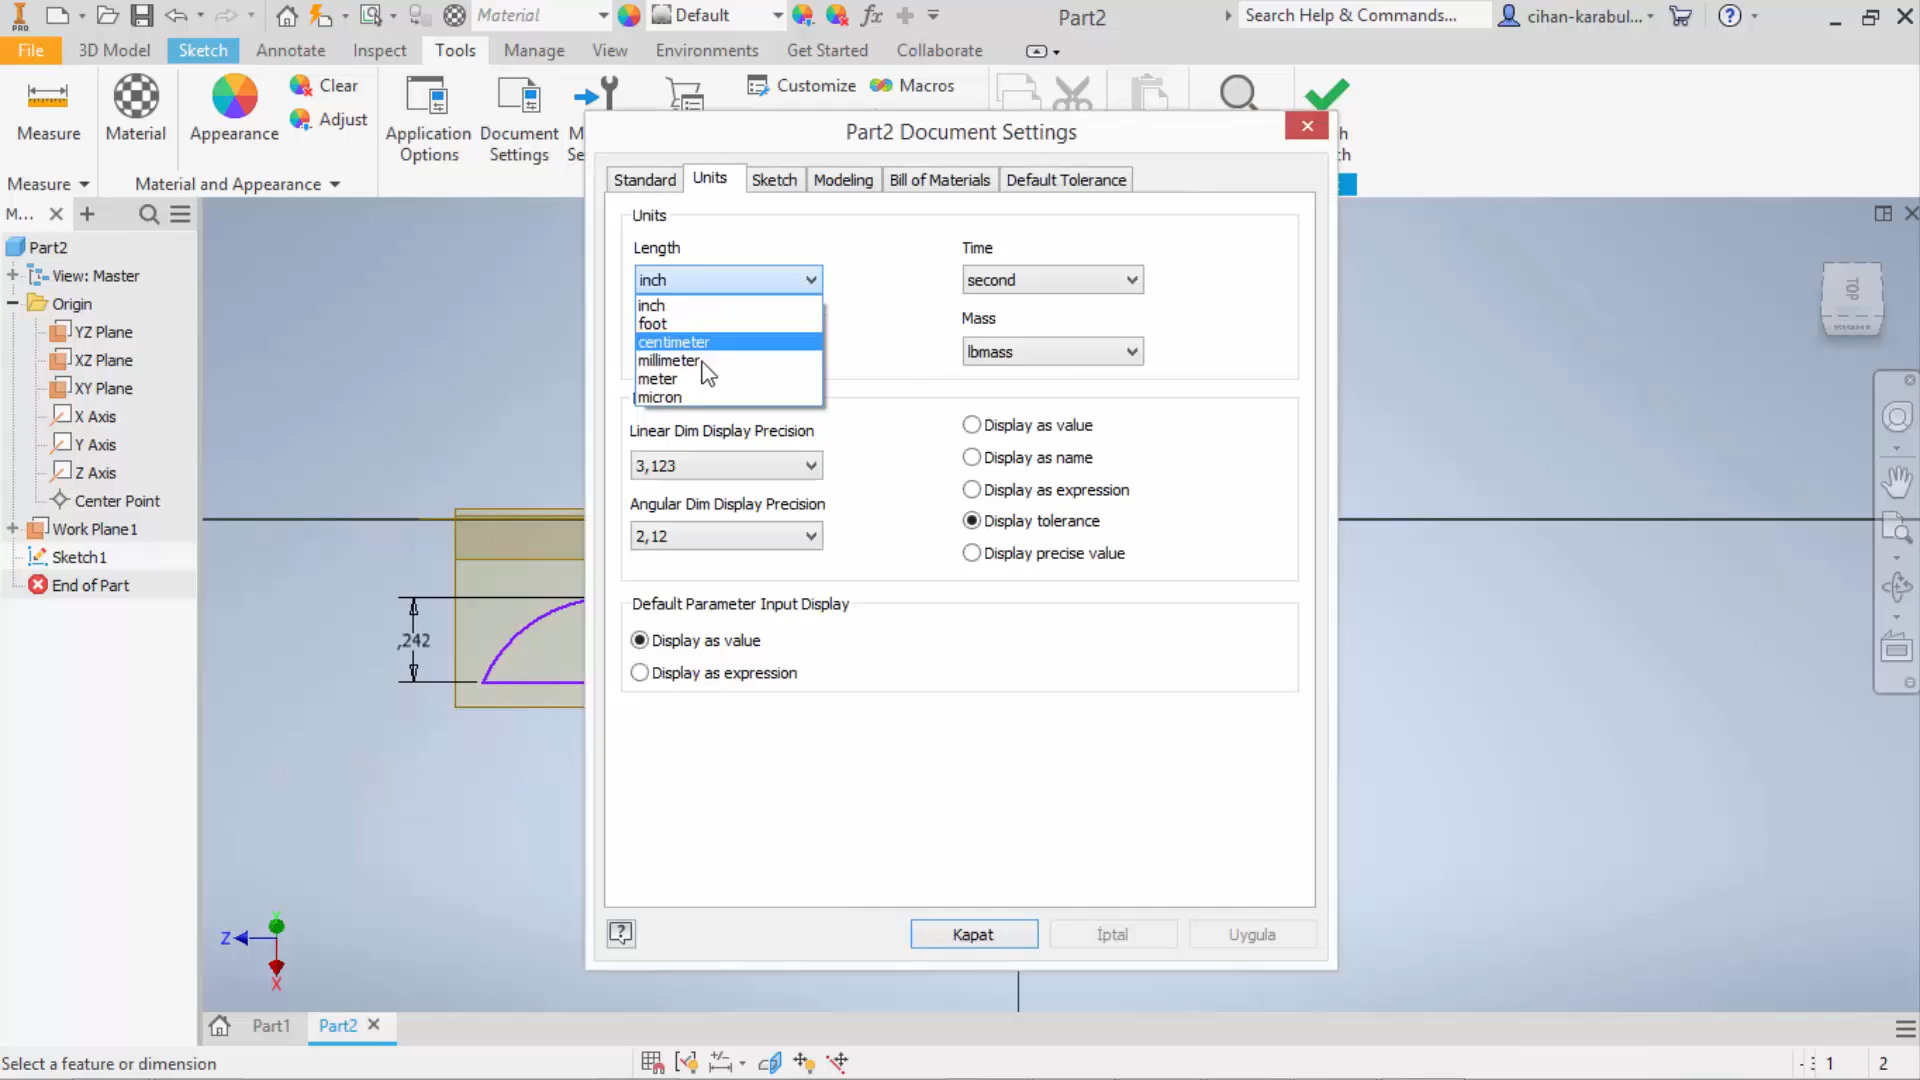 PRO
Material
Default
fx
Part2
Search Help & Commands...
cihan-karabul...
File
3D Model
Sketch
Annotate
Inspect
Tools
Manage
View
Environments
Get Started
Collaborate
Measure
Material
Appearance
Clear
Adjust
Application
Options
Document
Settings
Customize
Macros
Measure
Material and Appearance
M...
Part2
View: Master
Origin
YZ Plane
XZ Plane
XY Plane
X Axis
Y Axis
Z Axis
Center Point
Work Plane1
Sketch1
End of Part
Part2 Document Settings
Standard
Units
Sketch
Modeling
Bill of Materials
Default Tolerance
Units
Length
inch
inch
foot
centimeter
millimeter
meter
micron
Time
second
Mass
lbmass
Linear Dim Display Precision
3,123
Angular Dim Display Precision
2,12
Display as value
Display as name
Display as expression
Display tolerance
Display precise value
Default Parameter Input Display
Display as value
Display as expression
Kapat
İptal
Uygula
,242
TOP
Z
X
Part1
Part2
Select a feature or dimension
1
2